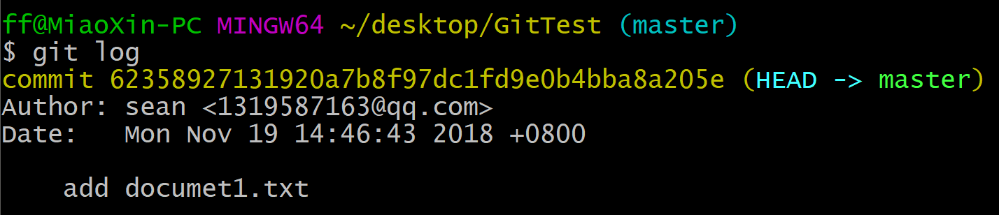 ff@MiaoXin-PC MINGW64 ~/desktop/GitTest (master)
$ git log
commit 62358927131920a7b8f97dc1fd9e0b4bba8a205e (HEAD -> master)
Author: sean <1319587163@qq.com>
Date:   Mon Nov 19 14:46:43 2018 +0800
    add documet1.txt